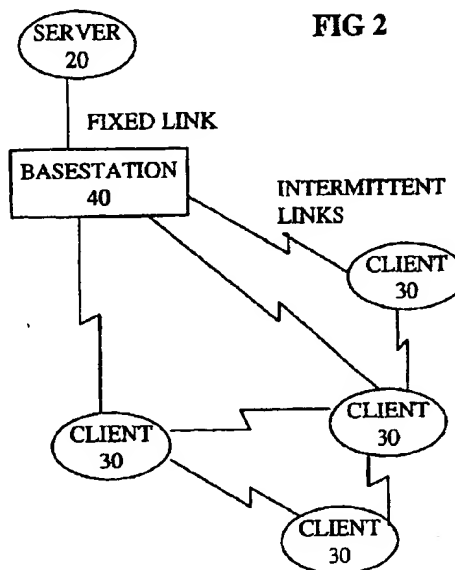 FIG 2
SERVER
20
FIXED LINK
BASESTATION
40
INTERMITTENT
LINKS
CLIENT
30
CLIENT
30
CLIENT
30
CLIENT
30